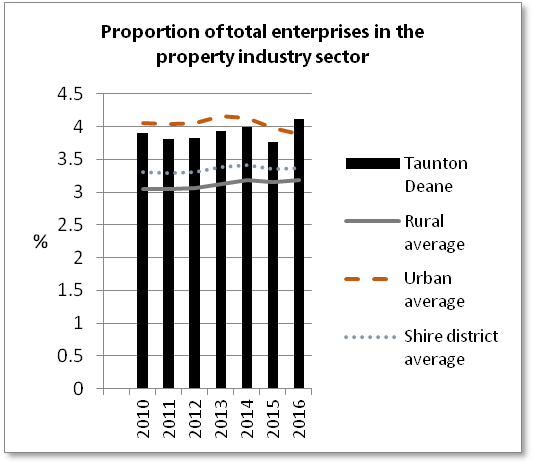 Proportion of total enterprises in the
property industry sector
4.5
4
3.5
3
2.5
2
1.5
1
0.5
0
%
2010
2011
2012
2013
2014
2015
2016
Taunton
Deane
Rural
average
Urban
average
Shire district
average